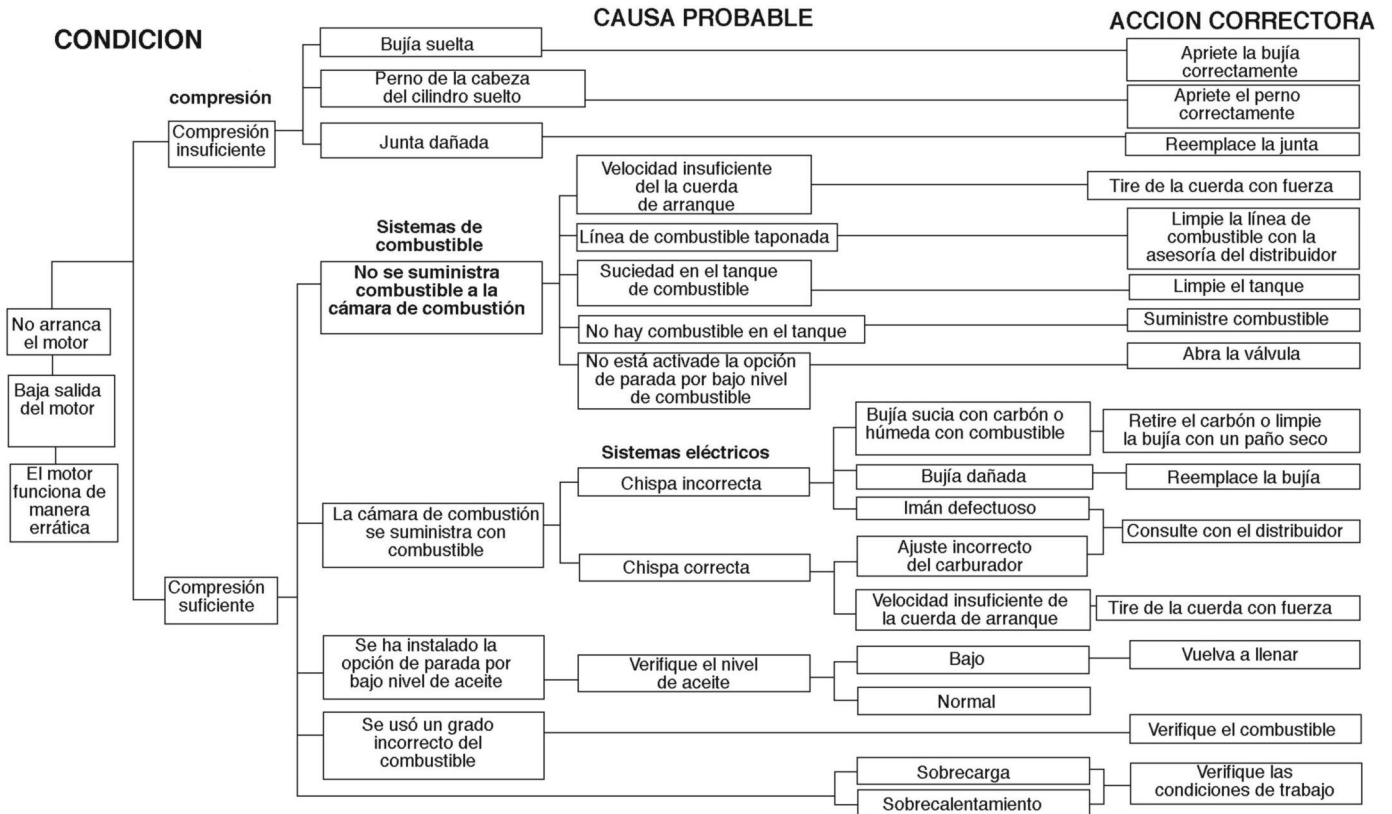 CONDICION
CAUSA PROBABLE
ACCION CORRECTORA
compresión
Compresión
insuficiente
Bujía suelta
Apriete la bujía
correctamente
Perno de la cabeza
del cilindro suelto
Apriete el perno
correctamente
Junta dañada
Reemplace la junta
No arranca
el motor
Baja salida
del motor
El motor
funciona de
manera
errática
Compresión
suficiente
Sistemas de
combustible
No se suministra
combustible a la
cámara de combustión
Velocidad insuficiente
del la cuerda
de arranque
Tire de la cuerda con fuerza
Línea de combustible taponada
Limpie la línea de
combustible con la
asesoría del distribuidor
Suciedad en el tanque
de combustible
Limpie el tanque
No hay combustible en el tanque
Suministre combustible
No está activade la opción
de parada por bajo nivel
de combustible
Abra la válvula
La cámara de combustión
se suministra con
combustible
Sistemas eléctricos
Chispa incorrecta
Bujía sucia con carbón o
húmeda con combustible
Retire el carbón o limpie
la bujía con un paño seco
Bujía dañada
Reemplace la bujía
Imán defectuoso
Consulte con el distribuidor
Chispa correcta
Ajuste incorrecto
del carburador
Velocidad insuficiente de
la cuerda de arranque
Tire de la cuerda con fuerza
Se ha instalado la
opción de parada por
bajo nivel de aceite
Verifique el nivel
de aceite
Bajo
Vuelva a llenar
Normal
Se usó un grado
incorrecto del
combustible
Verifique el combustible
Sobrecarga
Sobrecalentamiento
Verifique las
condiciones de trabajo